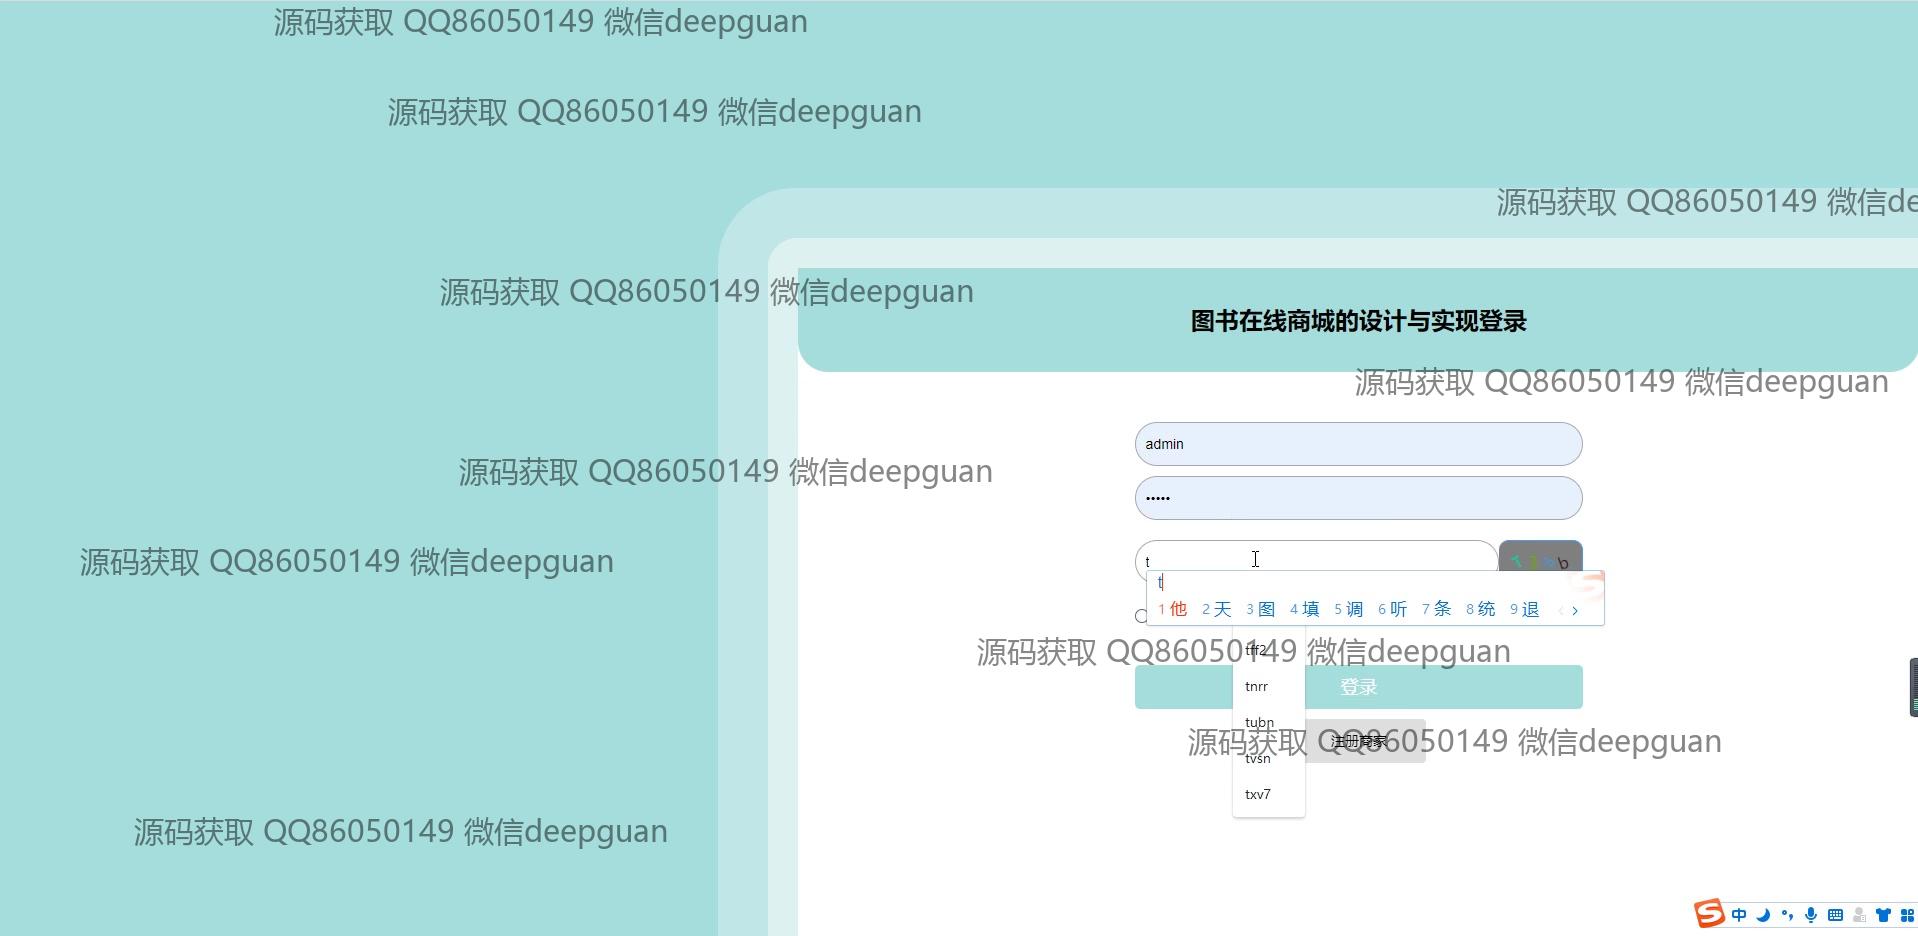 源码获取 QQ86050149 微信deepguan
源码获取 QQ86050149 微信deepguan
源码获取 QQ86050149 微信de
源码获取 QQ86050149 微信deepguan
图书在线商城的设计与实现登录
源码获取 QQ86050149 微信deepguan
admin
源码获取 QQ86050149 微信deepguan
•••••
源码获取 QQ86050149 微信deepguan
t
t
1 他 2 天 3 图 4 填 5 调 6 听 7 条 8 统 9 退
源码获取 QQ86050149 微信deepguan
tff2
tnrr
登录
tubn
源码获取 QQ86050149 微信deepguan
注册商家
tvsn
txv7
源码获取 QQ86050149 微信deepguan
中